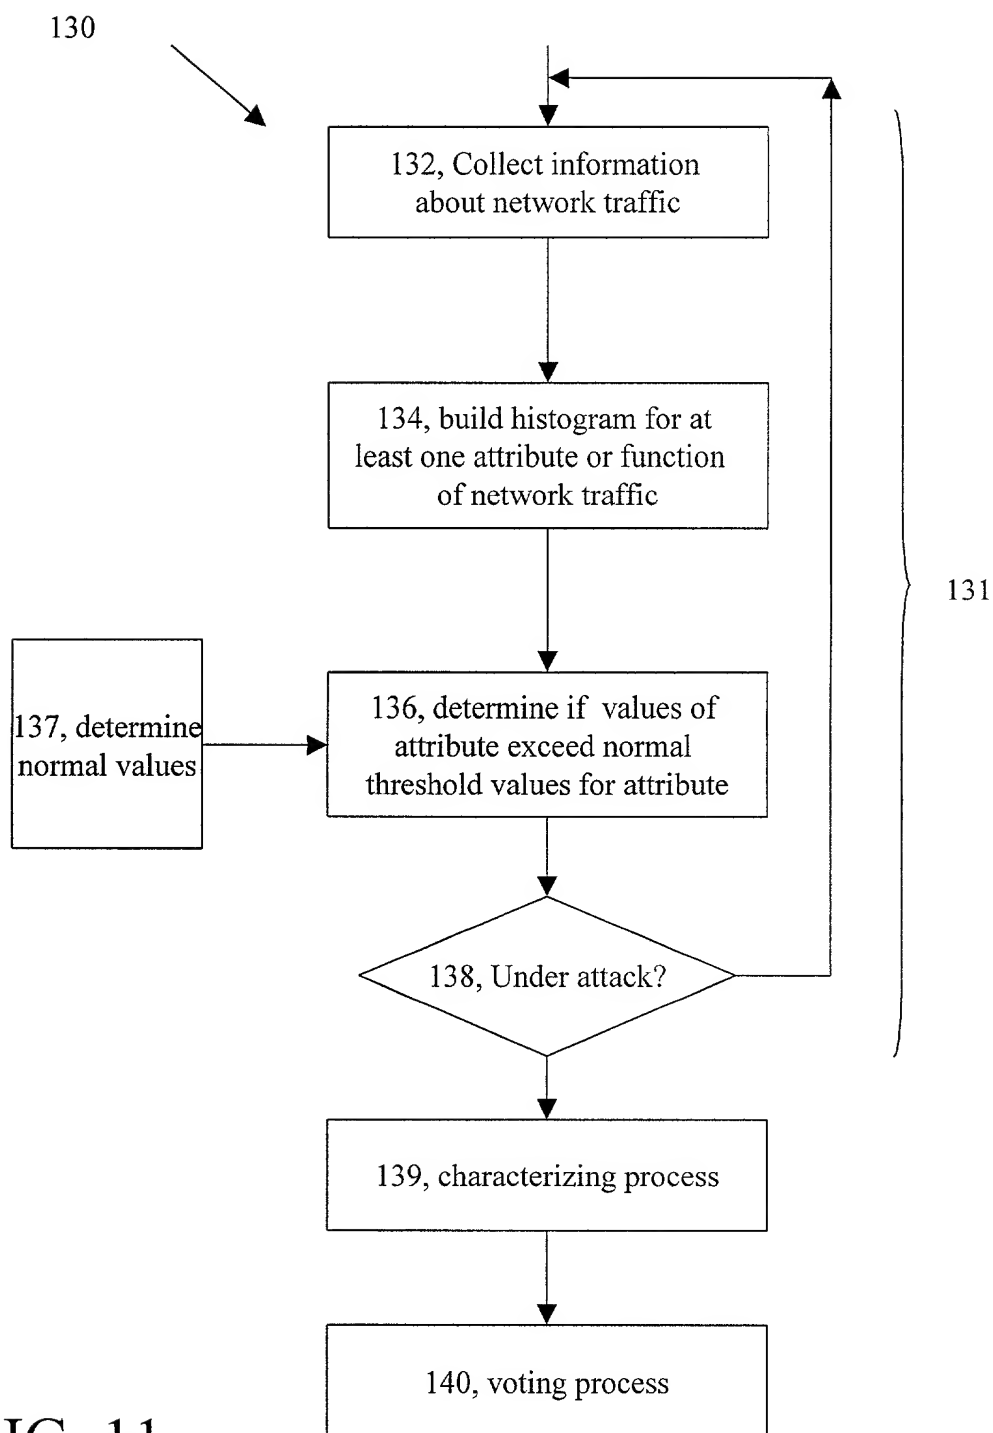 130
132, Collect information
about network traffic
134, build histogram for at
least one attribute or function
of network traffic
131
137, determine
normal values
136, determine if values of
attribute exceed normal
threshold values for attribute
138, Under attack?
139, characterizing process
140, voting process